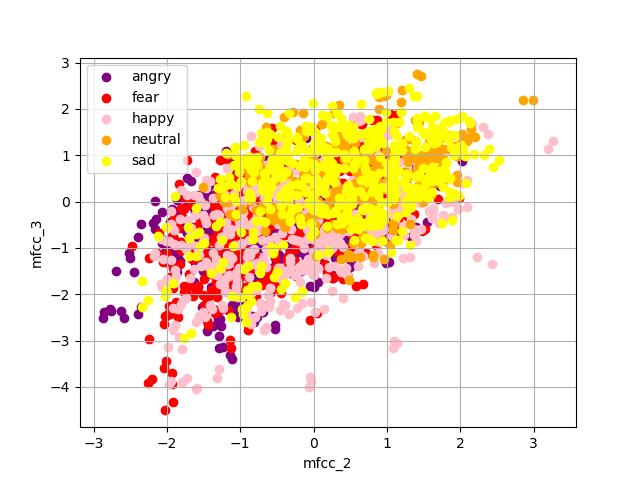 angry
fear
happy
neutral
sad
3
2
1
0
−1
−2
−3
−4
mfcc_3
−3 −2 −1 0 1 2 3
mfcc_2